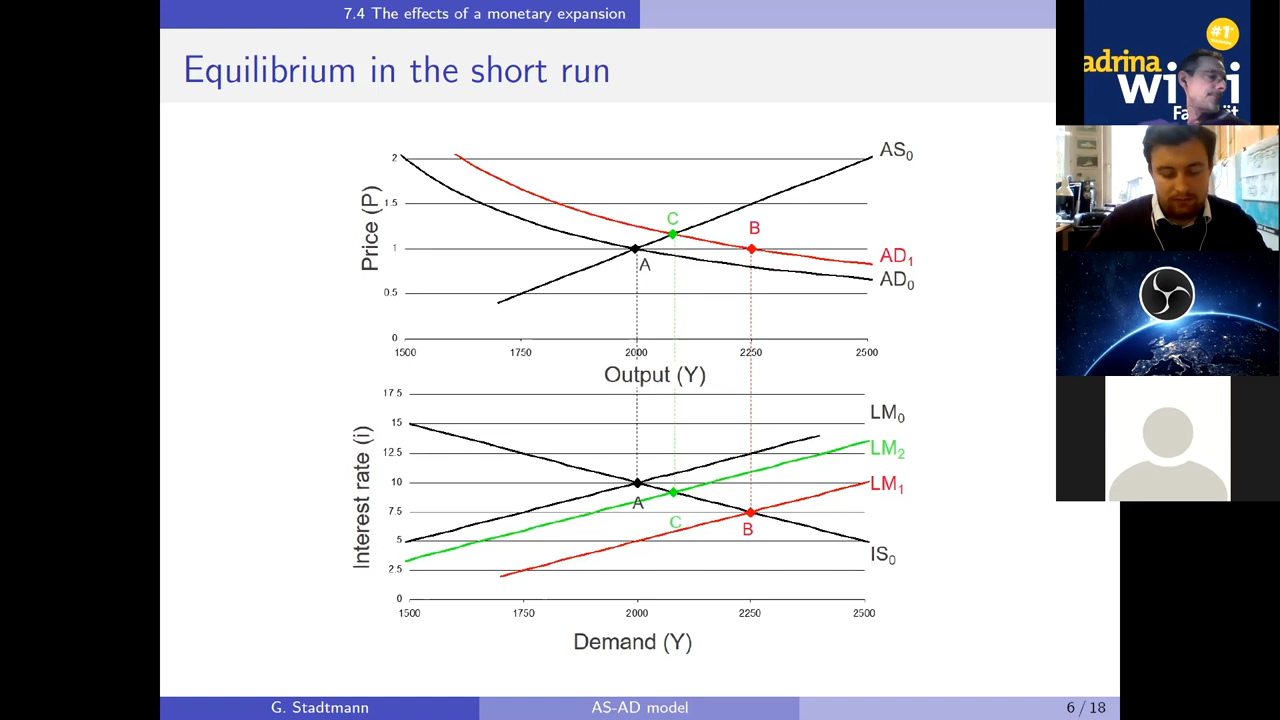 7.4 The effects of a monetary expansion
Equilibrium in the short run
Price (P)
2
1.5
1
0.5
0
1500 1750 2000 2250 2500
Output (Y)
AS0
AD1
AD0
A
B
C
Interest rate (i)
17.5
15
12.5
10
7.5
5
2.5
0
1500 1750 2000 2250 2500
Demand (Y)
LM0
LM2
LM1
IS0
A
C
B
G. Stadtmann
AS-AD model
6 / 18
#1
adrina